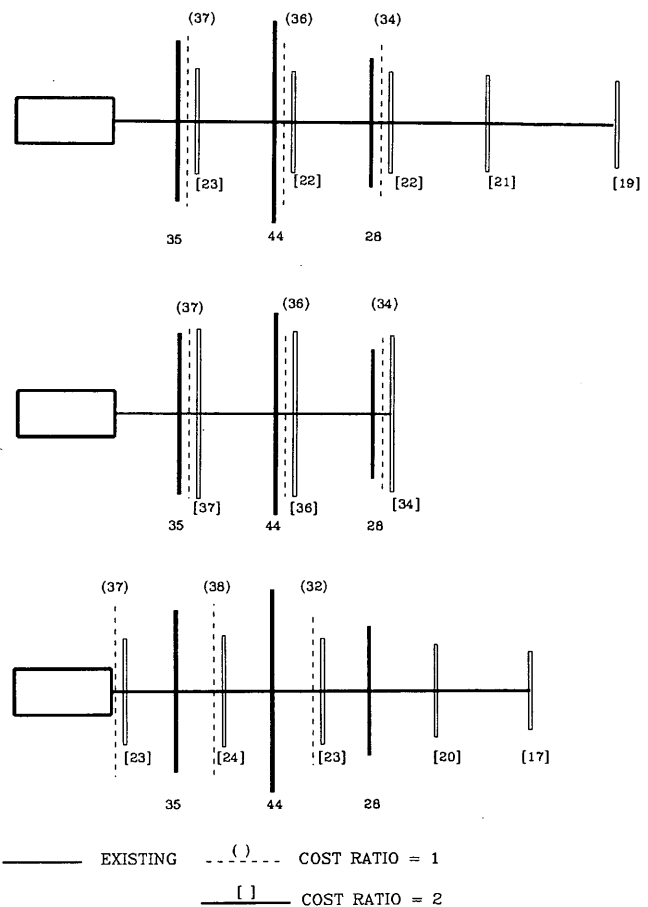 (37) (36) (34)
[23] [22] [22] [21] [19]
35 44 28
(37) (36) (34)
[37] [36] [34]
35 44 28
(37) (38) (32)
[23] [24] [23] [20] [17]
35 44 28
EXISTING ( ) COST RATIO = 1
[ ] COST RATIO = 2